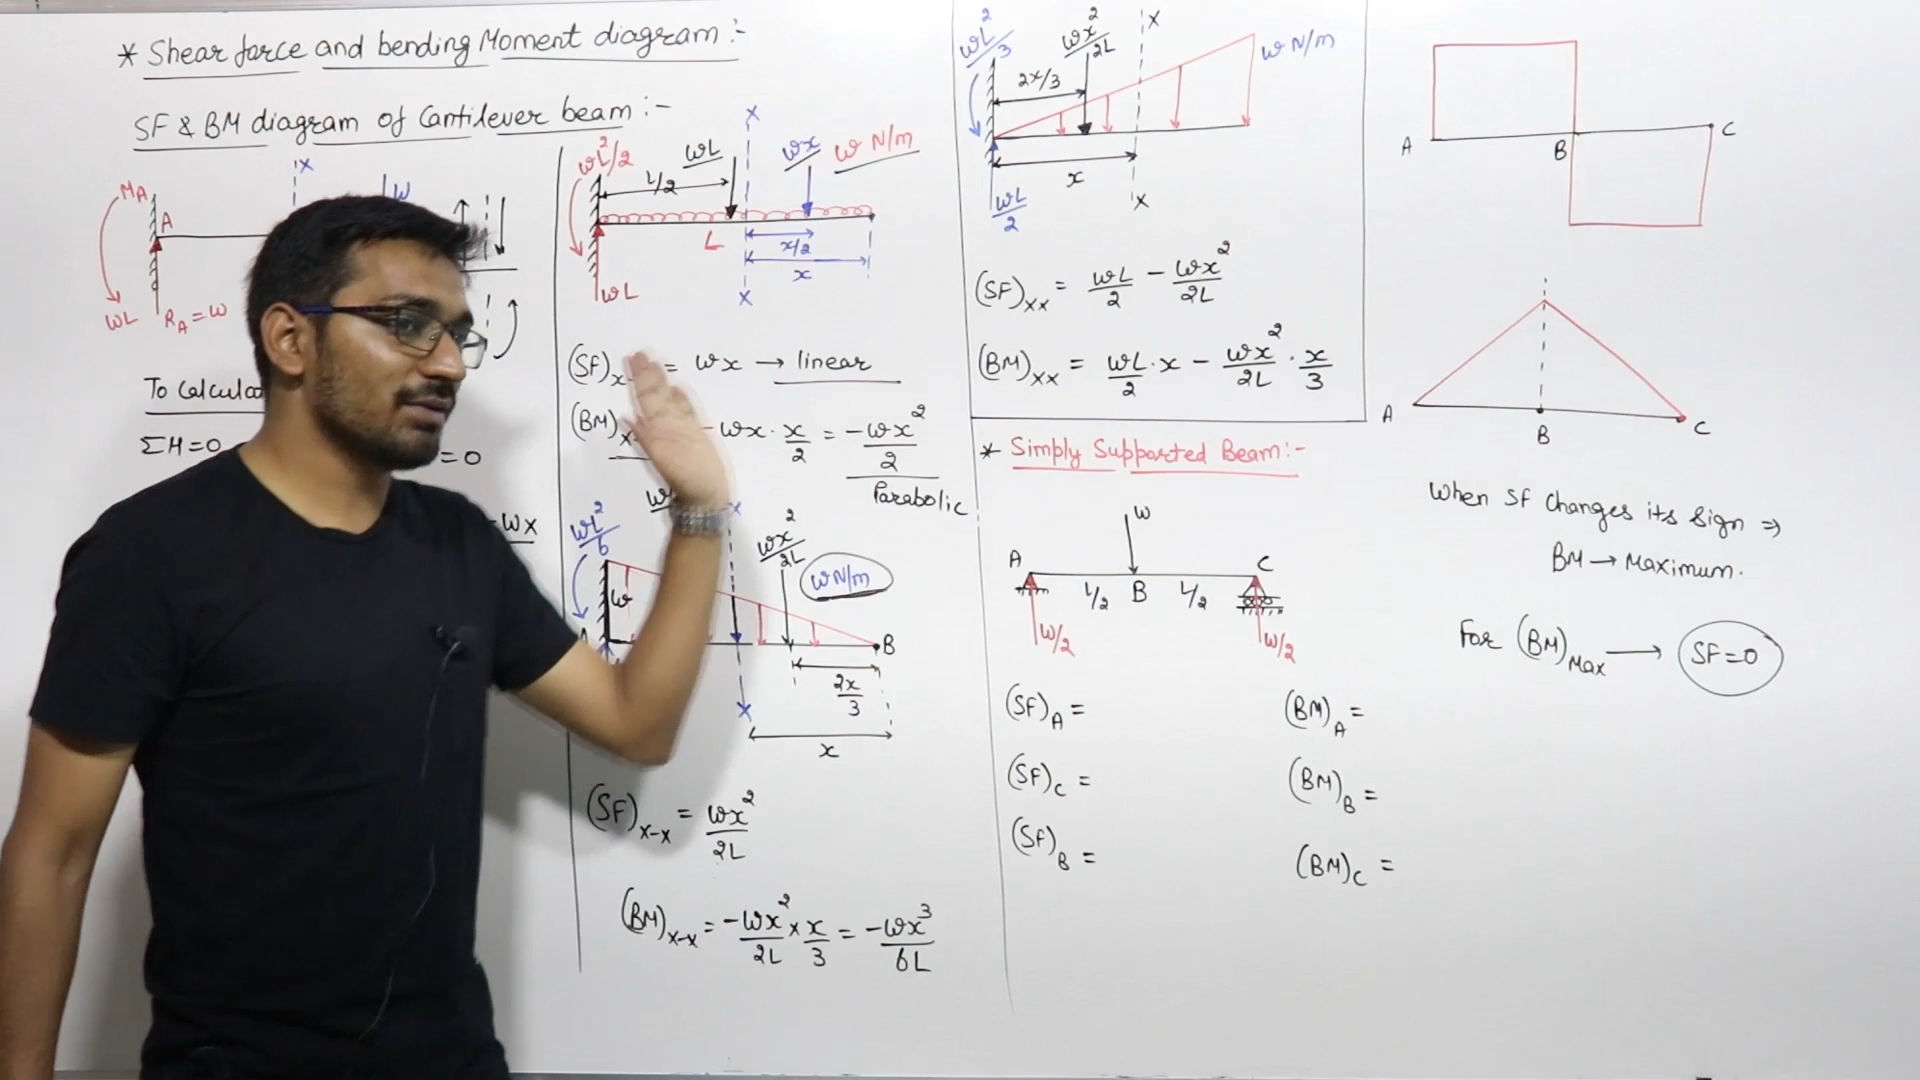 * Shear force and bending Moment diagram :-
SF & BM diagram of Cantilever beam :-
x
MA
A
W
WL
RA = W
To Calcula
ΣH=0
=0
-Wx
wL²/2
L/2
wL
x
wx
w N/m
L
x/2
x
x
wL
(SF)x = wx → linear
(BM)x -wx · x/2 = -wx²/2
Parabolic
wL²/6
w
x
wx²/2L
w N/m
w
A
B
2x/3
x
x
(SF)x-x = wx²/2L
(BM)x-x = -wx²/2L × x/3 = -wx³/6L
wL²/3
wx²/2L
x
w N/m
2x/3
x
x
wL/2
(SF)xx = wL/2 - wx²/2L
(BM)xx = wL/2 · x - wx²/2L · x/3
* Simply Supported Beam :-
W
A
C
L/2 B L/2
W/2
W/2
(SF)A =
(BM)A =
(SF)C =
(BM)B =
(SF)B =
(BM)C =
A
B
C
A
B
C
When SF Changes its Sign ⇒
BM → Maximum.
For (BM)Max → SF=0